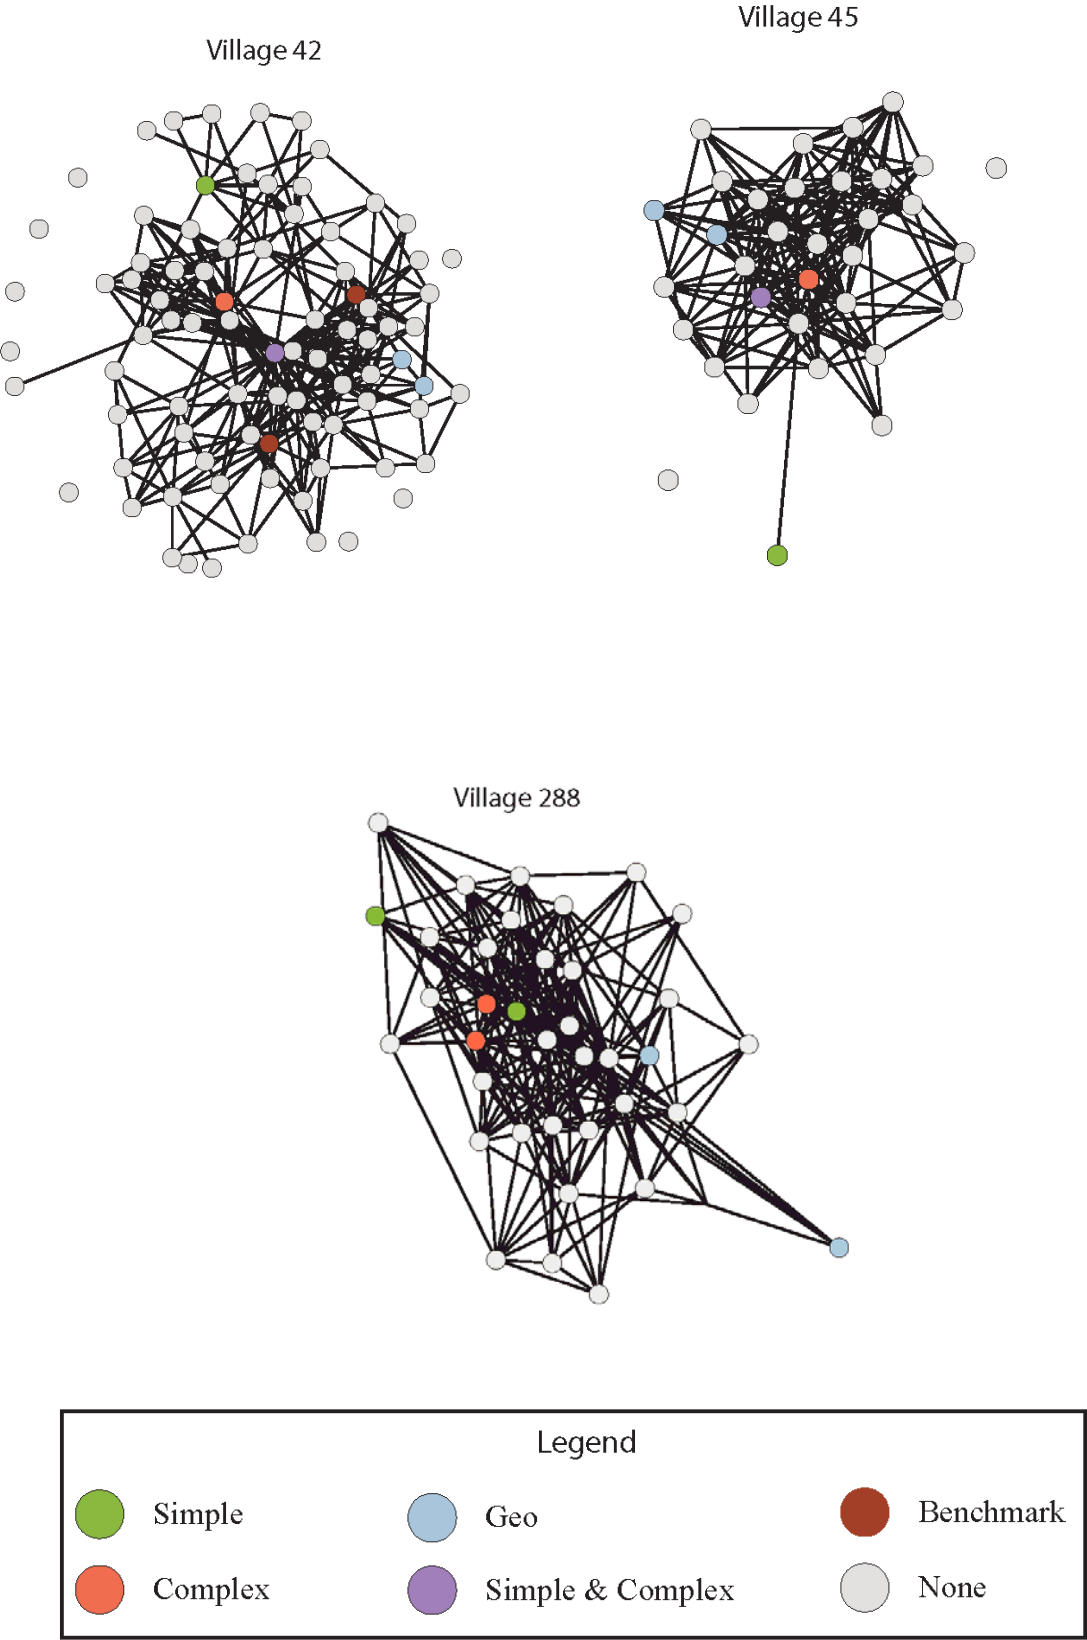 Village 42
Village 45
Village 288
Legend
Simple
Geo
Benchmark
Complex
Simple & Complex
None